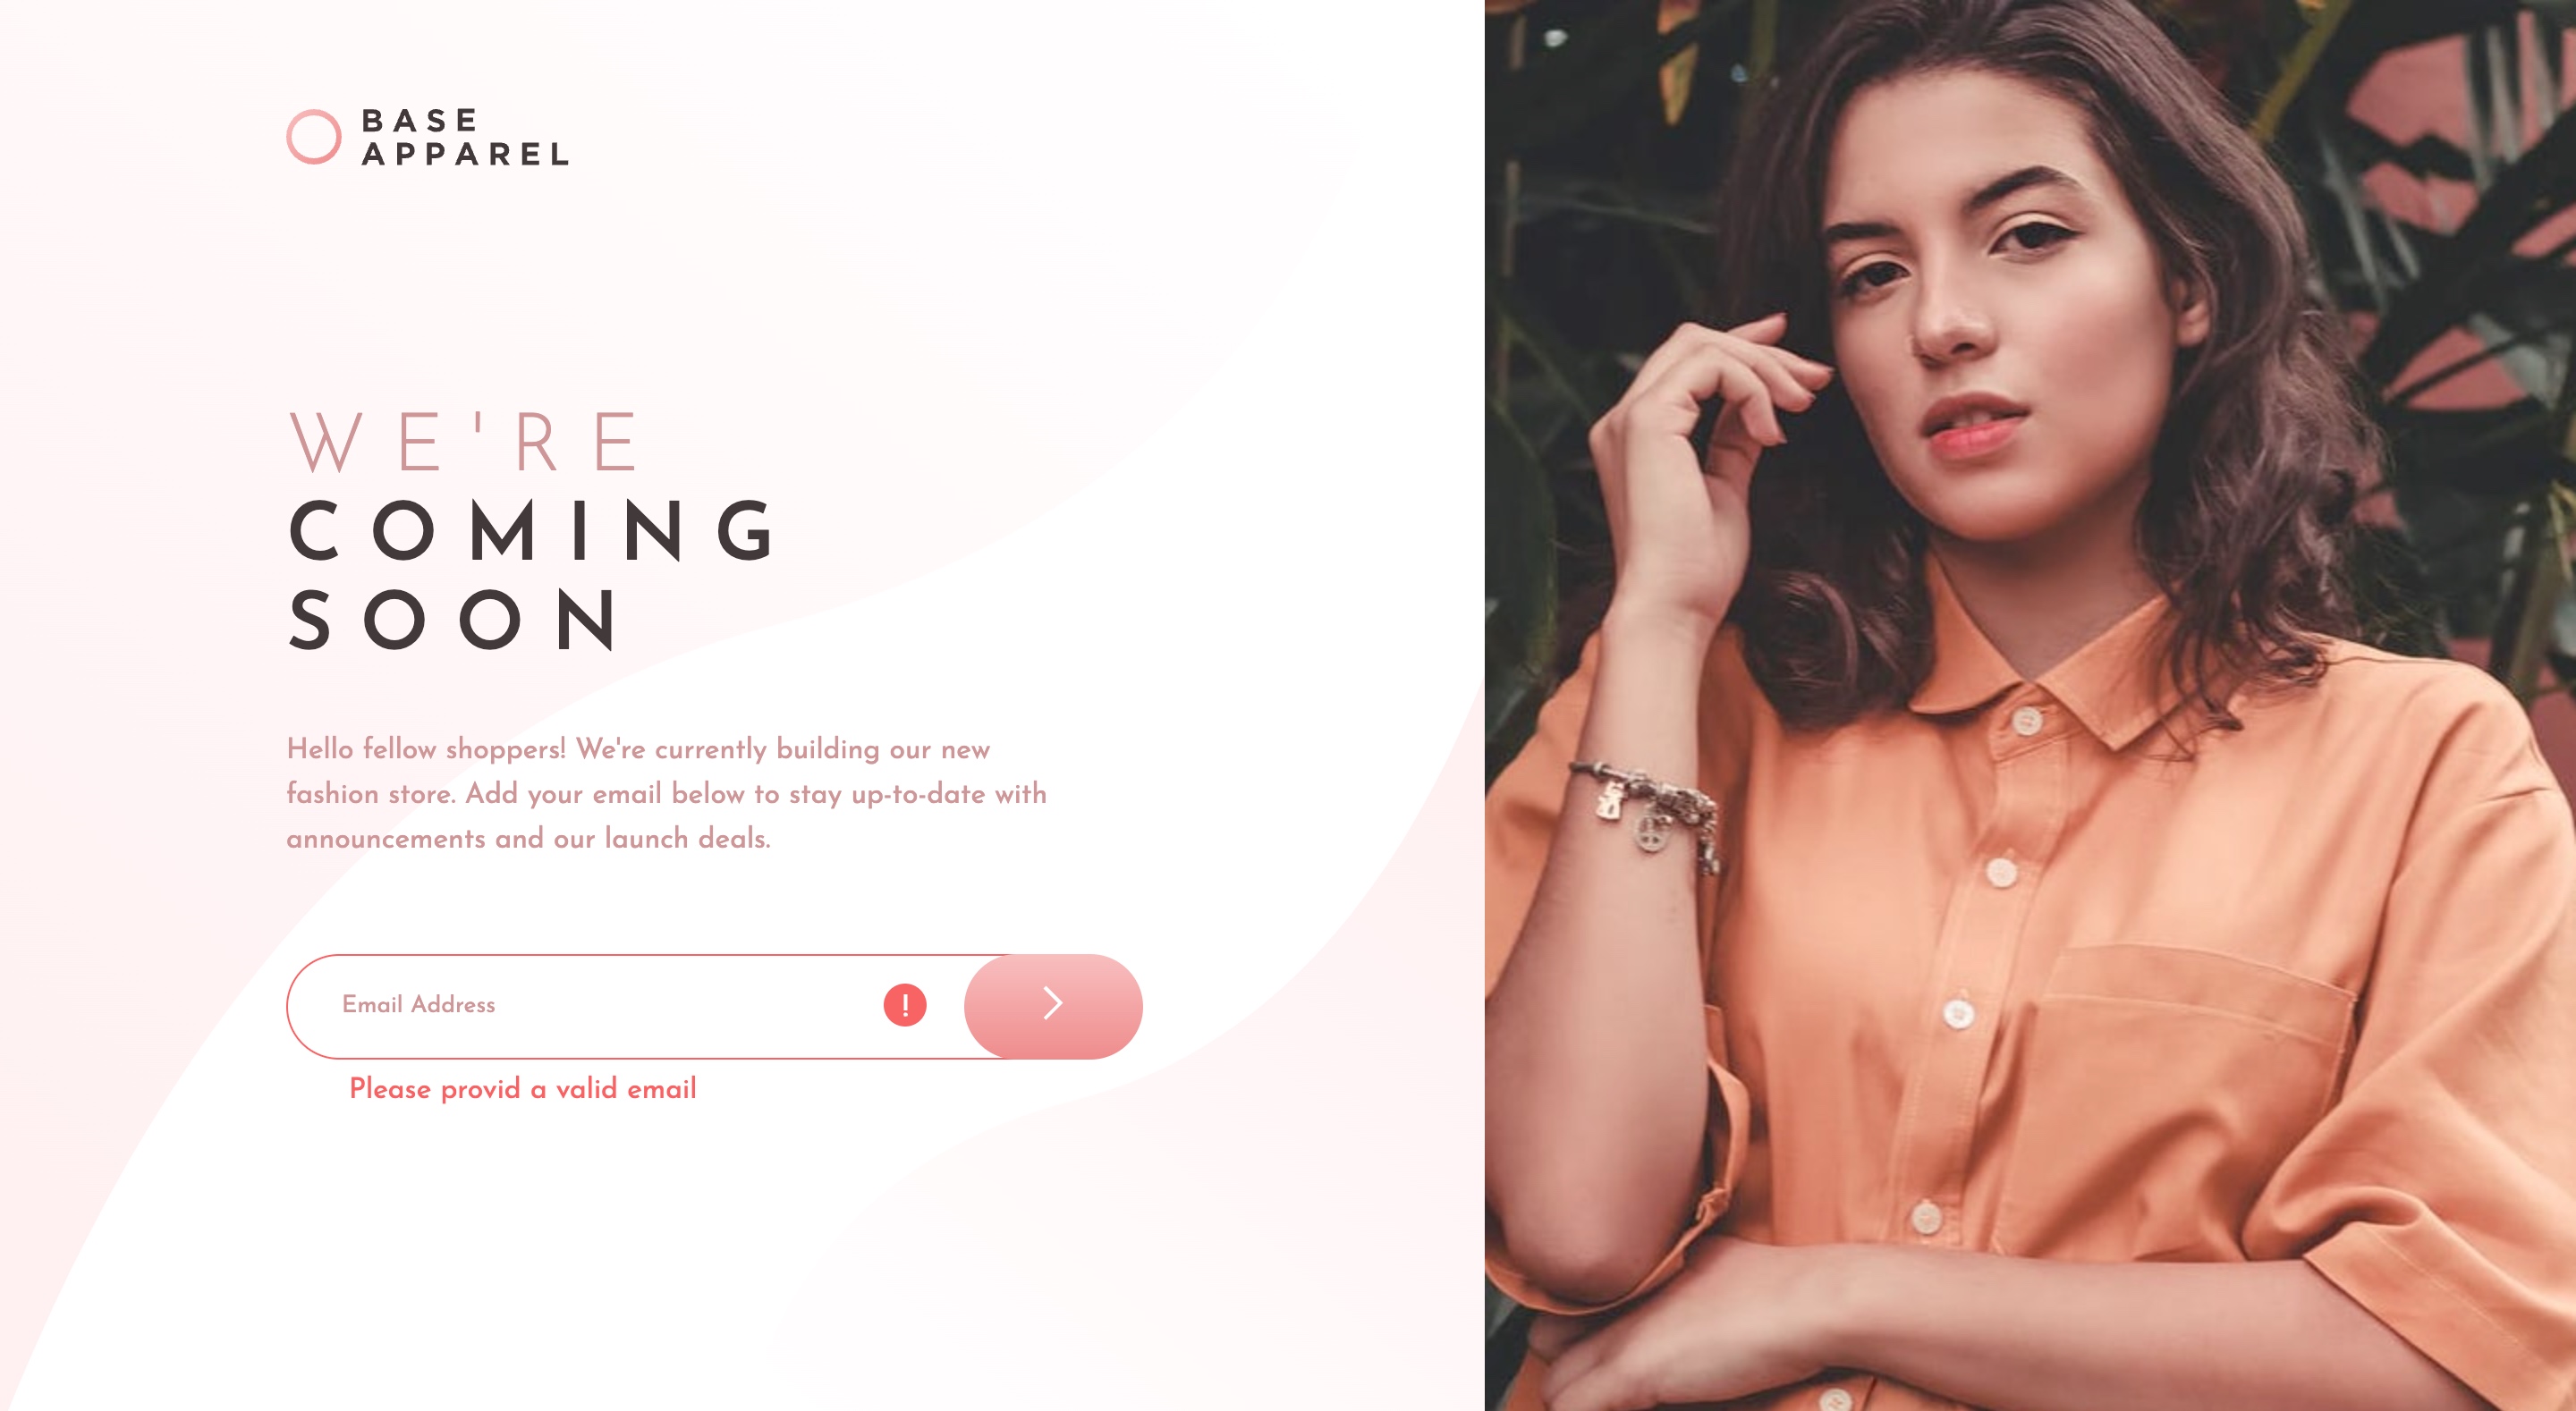 BASE
APPAREL
WE'RE
COMING
SOON
Hello fellow shoppers! We're currently building our new
fashion store. Add your email below to stay up-to-date with
announcements and our launch deals.
Email Address
!
Please provid a valid email